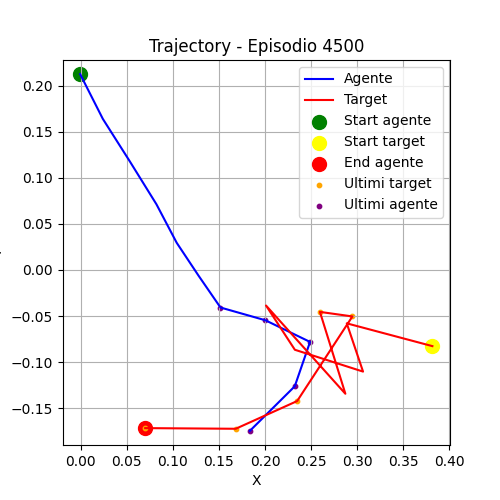 Trajectory - Episodio 4500
Agente
Target
Start agente
Start target
End agente
Ultimi target
Ultimi agente
0.20
0.15
0.10
0.05
0.00
−0.05
−0.10
−0.15
0.00 0.05 0.10 0.15 0.20 0.25 0.30 0.35 0.40
X